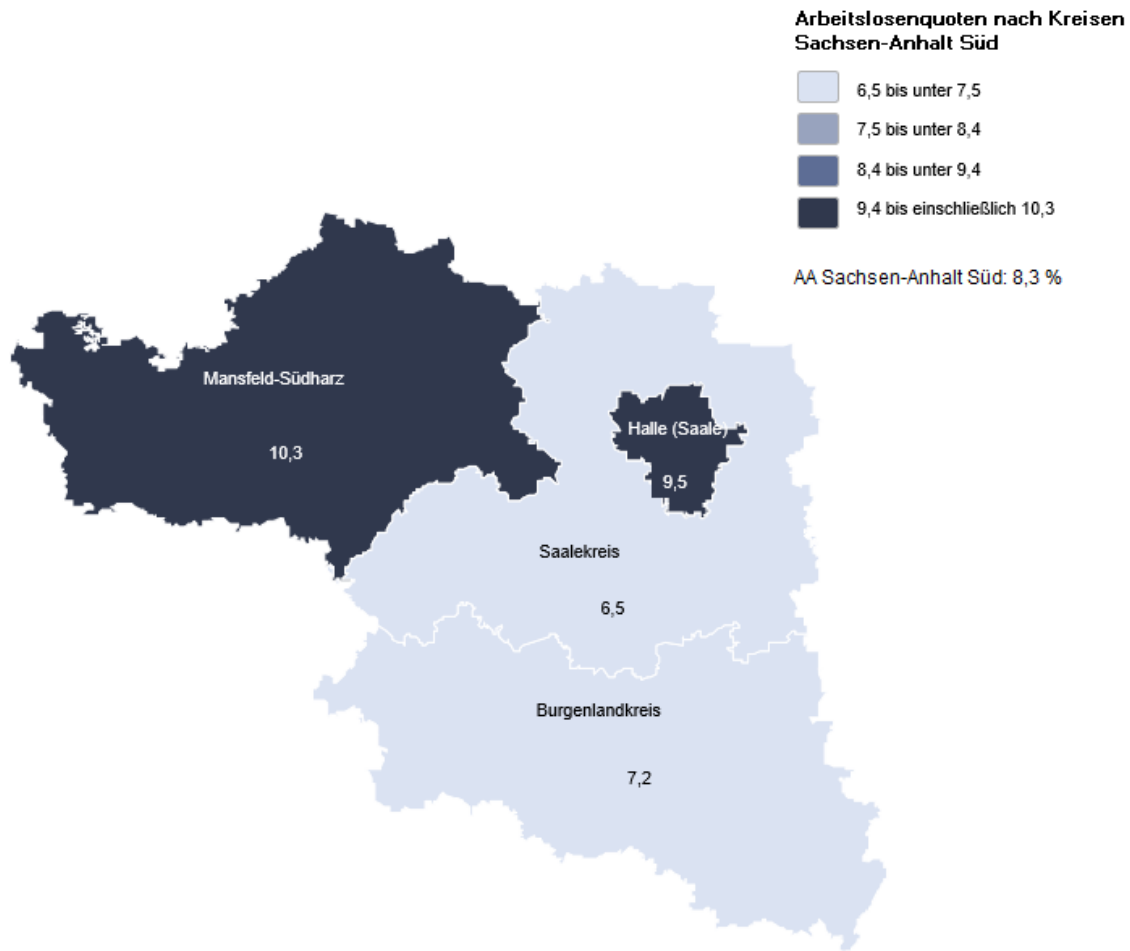 Arbeitslosenquoten nach Kreisen
Sachsen-Anhalt Süd
6,5 bis unter 7,5
7,5 bis unter 8,4
8,4 bis unter 9,4
9,4 bis einschließlich 10,3
AA Sachsen-Anhalt Süd: 8,3 %
Mansfeld-Südharz
10,3
Halle (Saale)
9,5
Saalekreis
6,5
Burgenlandkreis
7,2